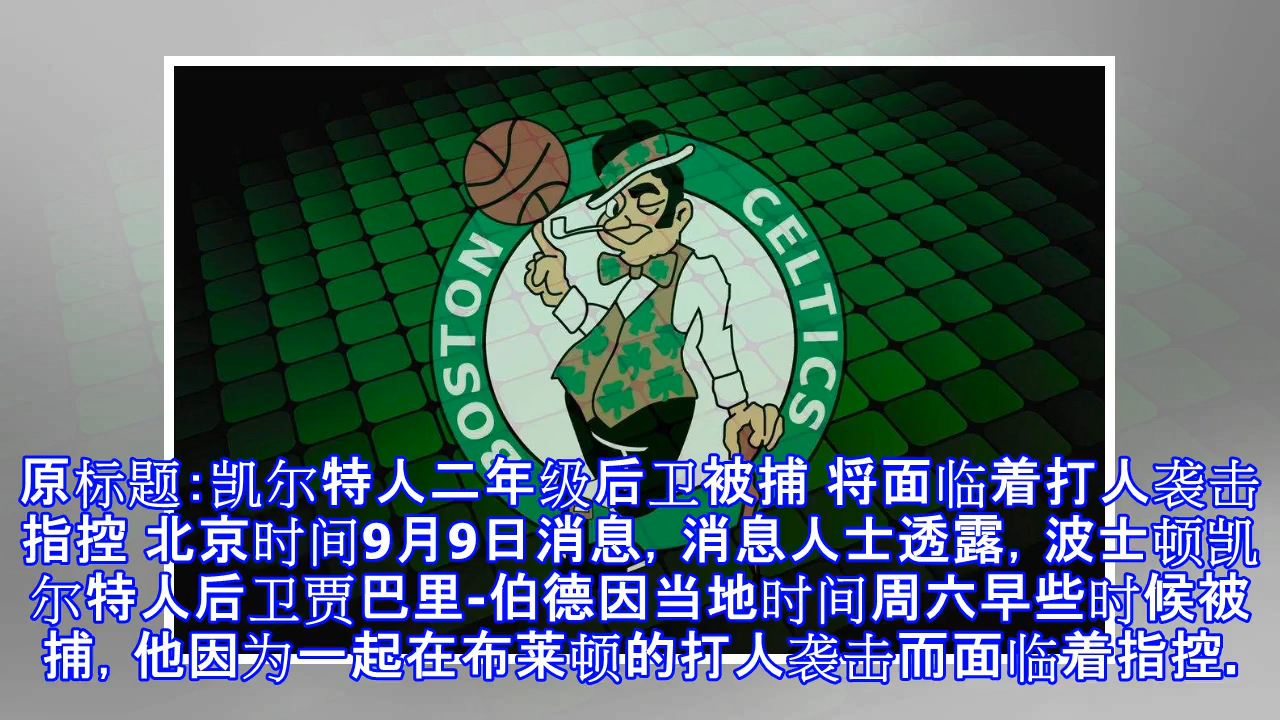 BOSTON
CELTICS
原标题:凯尔特人二年级后卫被捕 将面临着打人袭击
指控 北京时间9月9日消息, 消息人士透露, 波士顿凯
尔特人后卫贾巴里-伯德因当地时间周六早些时候被
捕, 他因为一起在布莱顿的打人袭击而面临着指控.